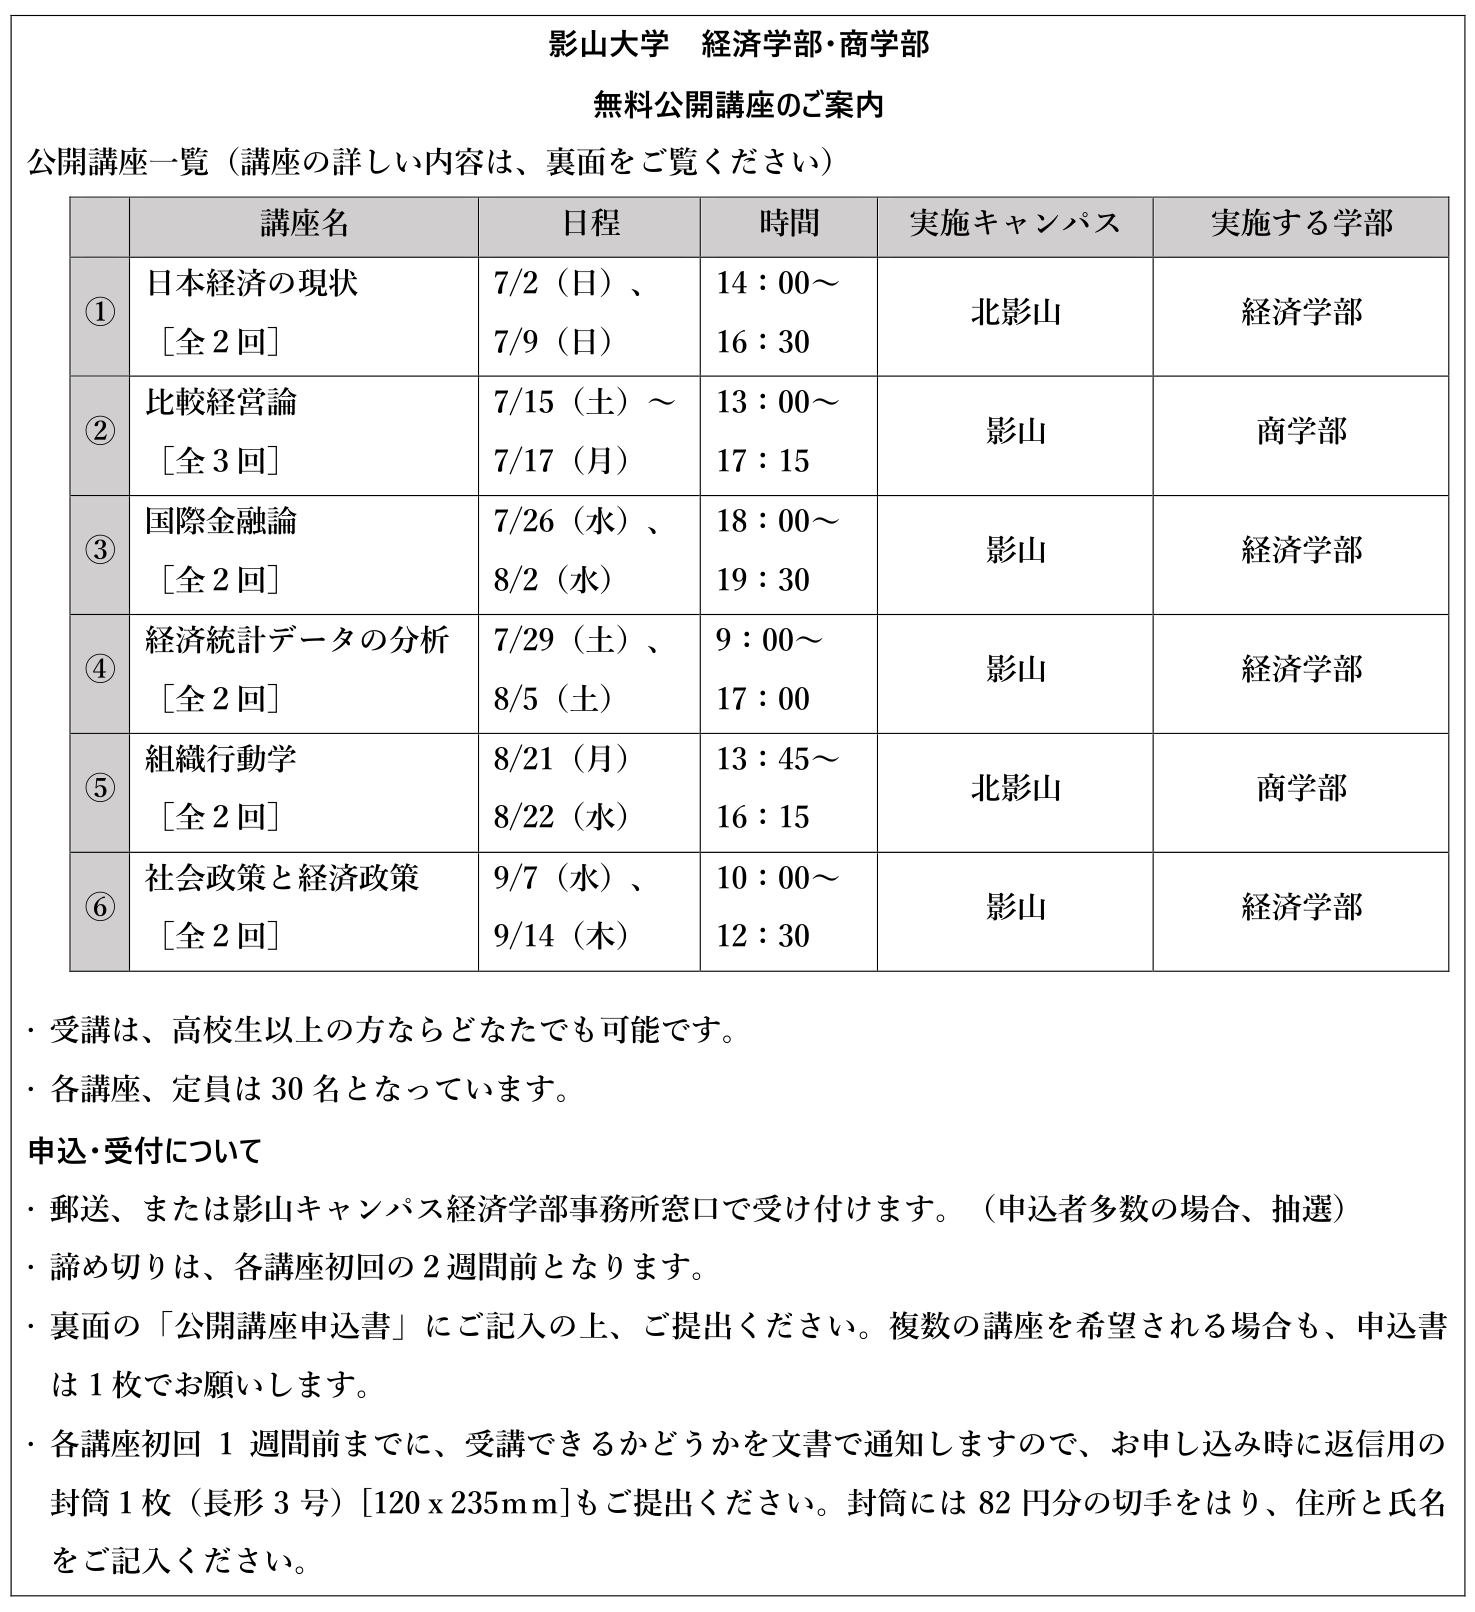 影山大学　経済学部・商学部
無料公開講座のご案内
公開講座一覧（講座の詳しい内容は、裏面をご覧ください）
講座名 日程 時間 実施キャンパス 実施する学部
① 日本経済の現状 ［全２回］ 7/2（日）、 7/9（日） 14：00～ 16：30 北影山 経済学部
② 比較経営論 ［全３回］ 7/15（土）～ 7/17（月） 13：00～ 17：15 影山 商学部
③ 国際金融論 ［全２回］ 7/26（水）、 8/2（水） 18：00～ 19：30 影山 経済学部
④ 経済統計データの分析 ［全２回］ 7/29（土）、 8/5（土） 9：00～ 17：00 影山 経済学部
⑤ 組織行動学 ［全２回］ 8/21（月） 8/22（水） 13：45～ 16：15 北影山 商学部
⑥ 社会政策と経済政策 ［全２回］ 9/7（水）、 9/14（木） 10：00～ 12：30 影山 経済学部
・受講は、高校生以上の方ならどなたでも可能です。
・各講座、定員は 30 名となっています。
申込・受付について
・郵送、または影山キャンパス経済学部事務所窓口で受け付けます。（申込者多数の場合、抽選）
・諦め切りは、各講座初回の２週間前となります。
・裏面の「公開講座申込書」にご記入の上、ご提出ください。複数の講座を希望される場合も、申込書
は１枚でお願いします。
・各講座初回 1 週間前までに、受講できるかどうかを文書で通知しますので、お申し込み時に返信用の
封筒１枚（長形 3 号）[120 x 235ｍｍ]もご提出ください。封筒には 82 円分の切手をはり、住所と氏名
をご記入ください。